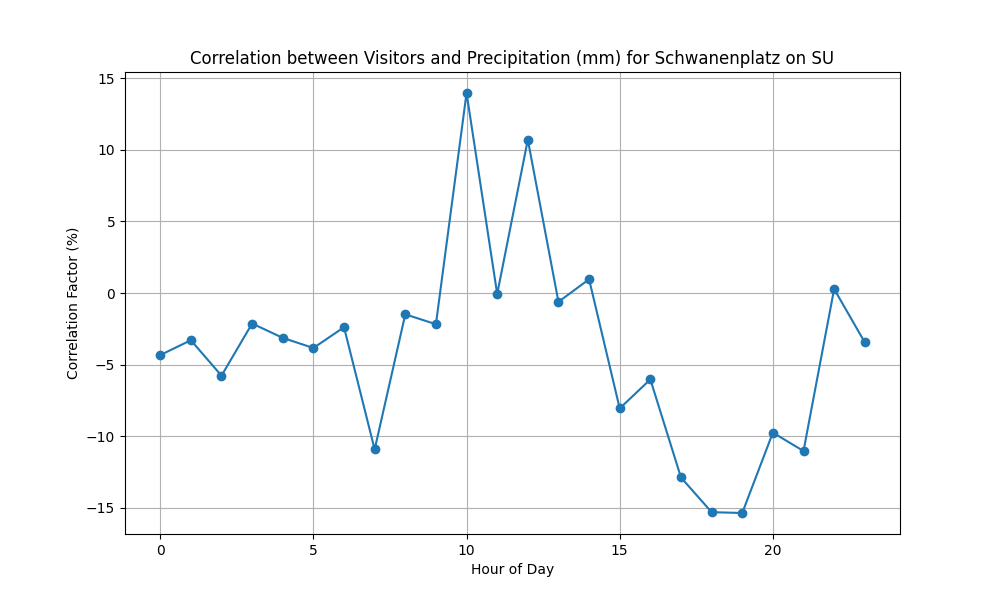 Correlation between Visitors and Precipitation (mm) for Schwanenplatz on SU
Correlation Factor (%)
15
10
5
0
−5
−10
−15
0 5 10 15 20
Hour of Day